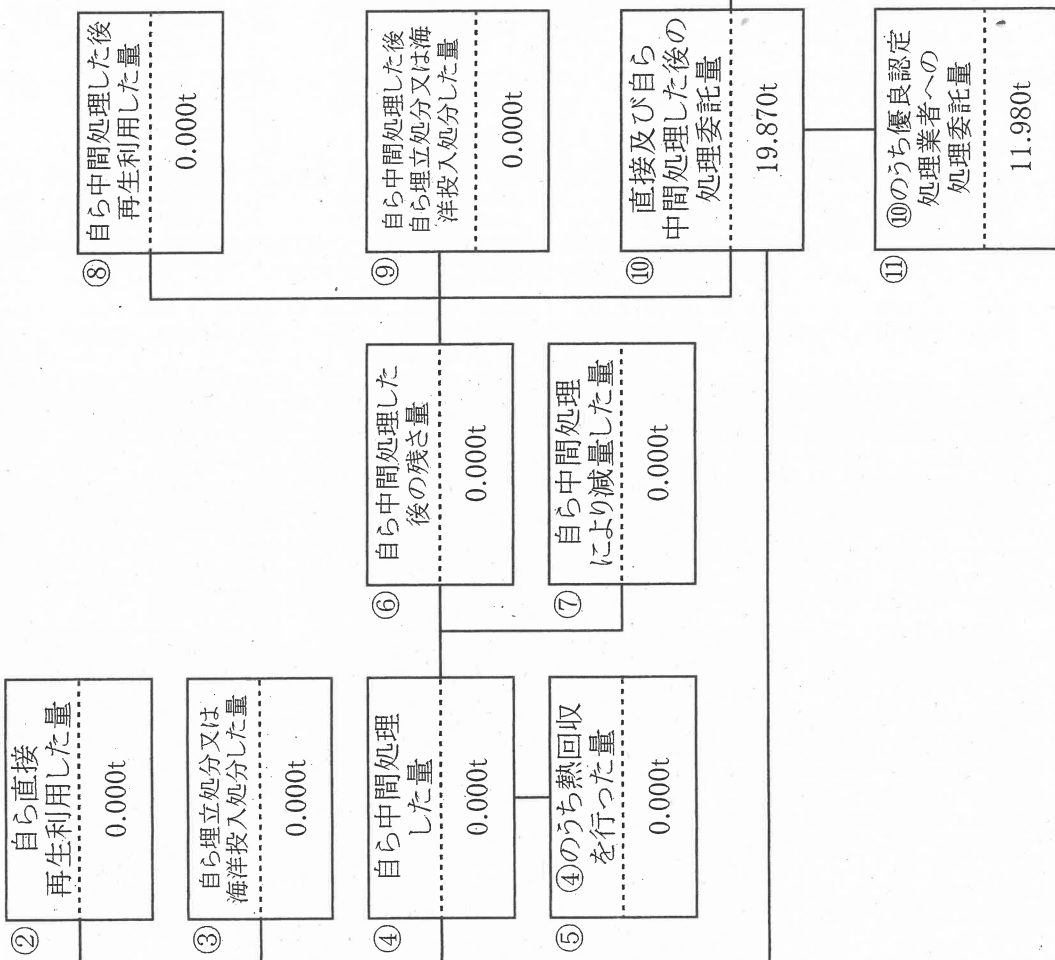 ②
自ら直接
再生利用した量
0.000t
③
自ら埋立処分又は
海洋投入処分した量
0.000t
④
自ら中間処理
した量
0.000t
⑤
④のうち熱回収
を行った量
0.000t
⑥
自ら中間処理した
後の残さ量
0.000t
⑦
自ら中間処理
により減量した量
0.000t
⑧
自ら中間処理した後
再生利用した量
0.000t
⑨
自ら中間処理した後
自ら埋立処分又は海
洋投入処分した量
0.000t
⑩
直接及び自ら
中間処理した後の
処理委託量
19.870t
⑪
⑩のうち優良認定
処理業者への
処理委託量
11.980t